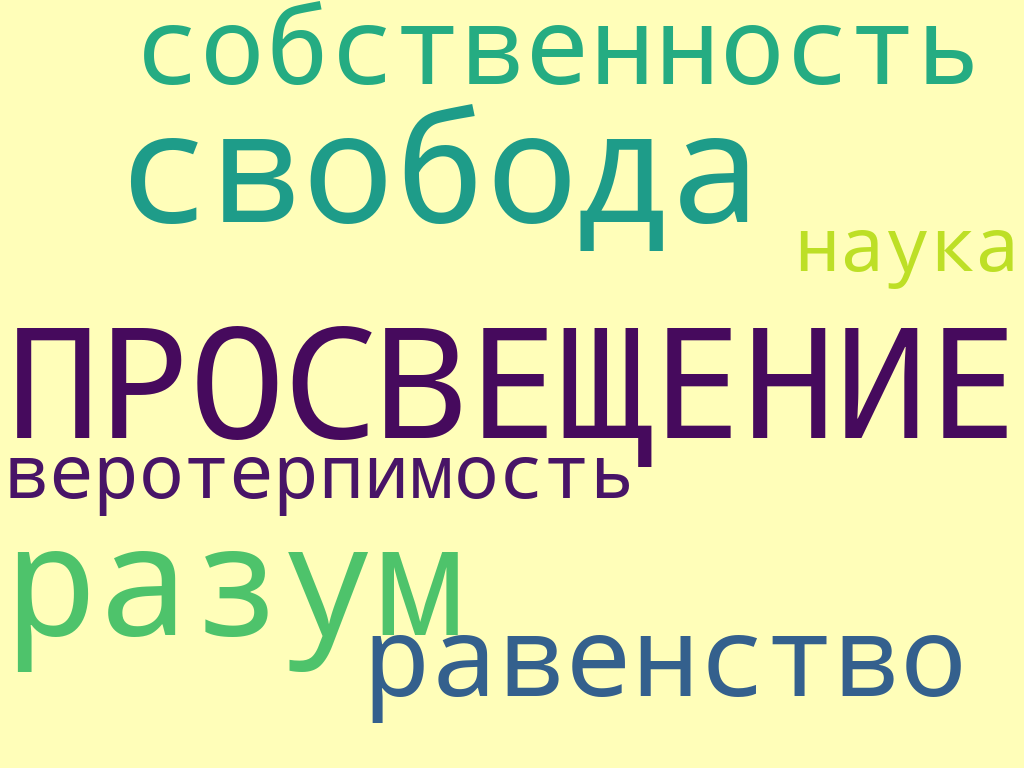 собственность
свобода
наука
ПРОСВЕЩЕНИЕ
веротерпимость
разум
равенство